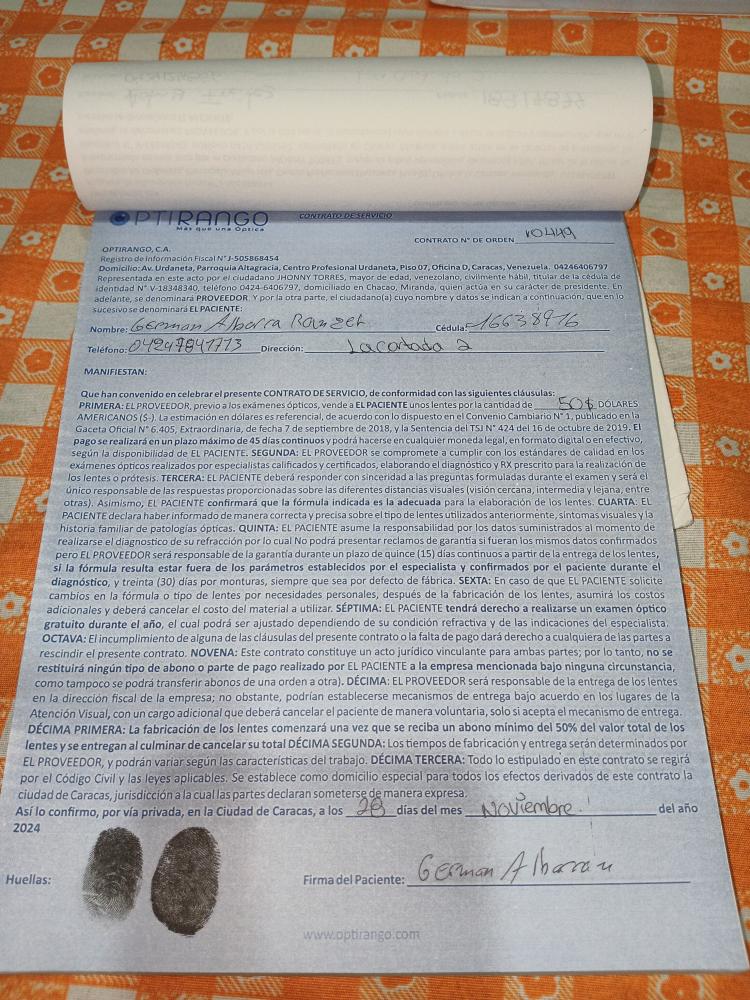 OPTIRANGO
Más que una Óptica
CONTRATO DE SERVICIO
CONTRATO N° DE ORDEN 10449
OPTIRANGO, C.A.
Registro de Información Fiscal N° J-505868454
Domicilio: Av. Urdaneta, Parroquia Altagracia, Centro Profesional Urdaneta, Piso 07, Oficina D, Caracas, Venezuela. 04246406797
Representada en este acto por el ciudadano JHONNY TORRES, mayor de edad, venezolano, civilmente hábil, titular de la cédula de
identidad N° V-18348340, teléfono 0424-6406797, domiciliado en Chacao, Miranda, quien actúa en su carácter de presidente. En
adelante, se denominará PROVEEDOR. Y por la otra parte, el ciudadano(a) cuyo nombre y datos se indican a continuación, que en lo
sucesivo se denominará EL PACIENTE:
Nombre: German Albarra Rangel Cédula: 16638916
Teléfono: 04247841713 Dirección: La cortada 2
MANIFIESTAN:
Que han convenido en celebrar el presente CONTRATO DE SERVICIO, de conformidad con las siguientes cláusulas:
PRIMERA: EL PROVEEDOR, previo a los exámenes ópticos, vende a EL PACIENTE unos lentes por la cantidad de 50$ DÓLARES
AMERICANOS ($-). La estimación en dólares es referencial, de acuerdo con lo dispuesto en el Convenio Cambiario N° 1, publicado en la
Gaceta Oficial N° 6.405, Extraordinaria, de fecha 7 de septiembre de 2018, y la Sentencia del TSJ N° 424 del 16 de octubre de 2019. El
pago se realizará en un plazo máximo de 45 días continuos y podrá hacerse en cualquier moneda legal, en formato digital o en efectivo,
según la disponibilidad de EL PACIENTE. SEGUNDA: EL PROVEEDOR se compromete a cumplir con los estándares de calidad en los
exámenes ópticos realizados por especialistas calificados y certificados, elaborando el diagnóstico y RX prescrito para la realización de
los lentes o prótesis. TERCERA: EL PACIENTE deberá responder con sinceridad a las preguntas formuladas durante el examen y será el
único responsable de las respuestas proporcionadas sobre las diferentes distancias visuales (visión cercana, intermedia y lejana, entre
otras). Asimismo, EL PACIENTE confirmará que la fórmula indicada es la adecuada para la elaboración de los lentes. CUARTA: EL
PACIENTE declara haber informado de manera correcta y precisa sobre el tipo de lentes utilizados anteriormente, síntomas visuales y la
historia familiar de patologías ópticas. QUINTA: EL PACIENTE asume la responsabilidad por los datos suministrados al momento de
realizarse el diagnostico de su refracción por lo cual No podrá presentar reclamos de garantía si fueran los mismos datos confirmados
pero EL PROVEEDOR será responsable de la garantía durante un plazo de quince (15) días continuos a partir de la entrega de los lentes,
si la fórmula resulta estar fuera de los parámetros establecidos por el especialista y confirmados por el paciente durante el
diagnóstico, y treinta (30) días por monturas, siempre que sea por defecto de fábrica. SEXTA: En caso de que EL PACIENTE solicite
cambios en la fórmula o tipo de lentes por necesidades personales, después de la fabricación de los lentes, asumirá los costos
adicionales y deberá cancelar el costo del material a utilizar. SÉPTIMA: EL PACIENTE tendrá derecho a realizarse un examen óptico
gratuito durante el año, el cual podrá ser ajustado dependiendo de su condición refractiva y de las indicaciones del especialista.
OCTAVA: El incumplimiento de alguna de las cláusulas del presente contrato o la falta de pago dará derecho a cualquiera de las partes a
rescindir el presente contrato. NOVENA: Este contrato constituye un acto jurídico vinculante para ambas partes; por lo tanto, no se
restituirá ningún tipo de abono o parte de pago realizado por EL PACIENTE a la empresa mencionada bajo ninguna circunstancia,
como tampoco se podrá transferir abonos de una orden a otra). DÉCIMA: EL PROVEEDOR será responsable de la entrega de los lentes
en la dirección fiscal de la empresa; no obstante, podrían establecerse mecanismos de entrega bajo acuerdo en los lugares de la
Atención Visual, con un cargo adicional que deberá cancelar el paciente de manera voluntaria, solo si acepta el mecanismo de entrega.
DÉCIMA PRIMERA: La fabricación de los lentes comenzará una vez que se reciba un abono mínimo del 50% del valor total de los
lentes y se entregan al culminar de cancelar su total DÉCIMA SEGUNDA: Los tiempos de fabricación y entrega serán determinados por
EL PROVEEDOR, y podrán variar según las características del trabajo. DÉCIMA TERCERA: Todo lo estipulado en este contrato se regirá
por el Código Civil y las leyes aplicables. Se establece como domicilio especial para todos los efectos derivados de este contrato la
ciudad de Caracas, jurisdicción a la cual las partes declaran someterse de manera expresa.
Así lo confirmo, por vía privada, en la Ciudad de Caracas, a los 28 días del mes Noviembre. del año
2024
Huellas: Firma del Paciente: German Albarrán
www.optirango.com